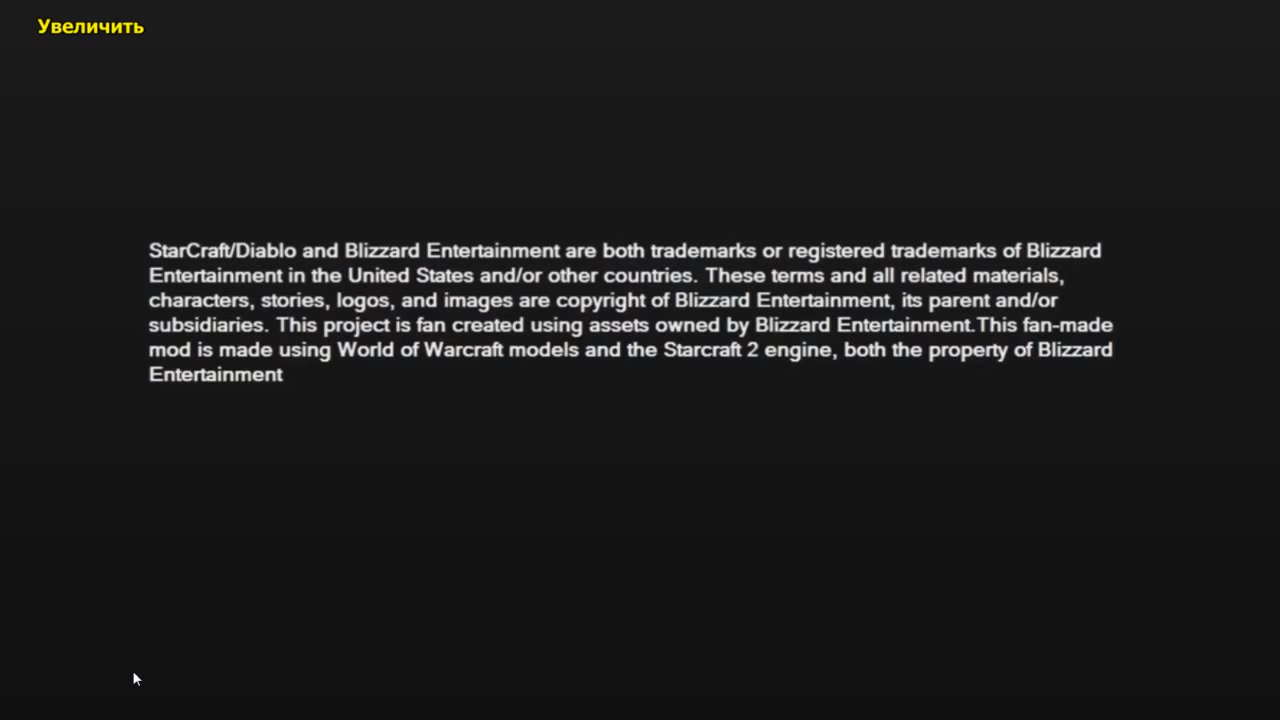 Увеличить
StarCraft/Diablo and Blizzard Entertainment are both trademarks or registered trademarks of Blizzard
Entertainment in the United States and/or other countries. These terms and all related materials,
characters, stories, logos, and images are copyright of Blizzard Entertainment, its parent and/or
subsidiaries. This project is fan created using assets owned by Blizzard Entertainment.This fan-made
mod is made using World of Warcraft models and the Starcraft 2 engine, both the property of Blizzard
Entertainment